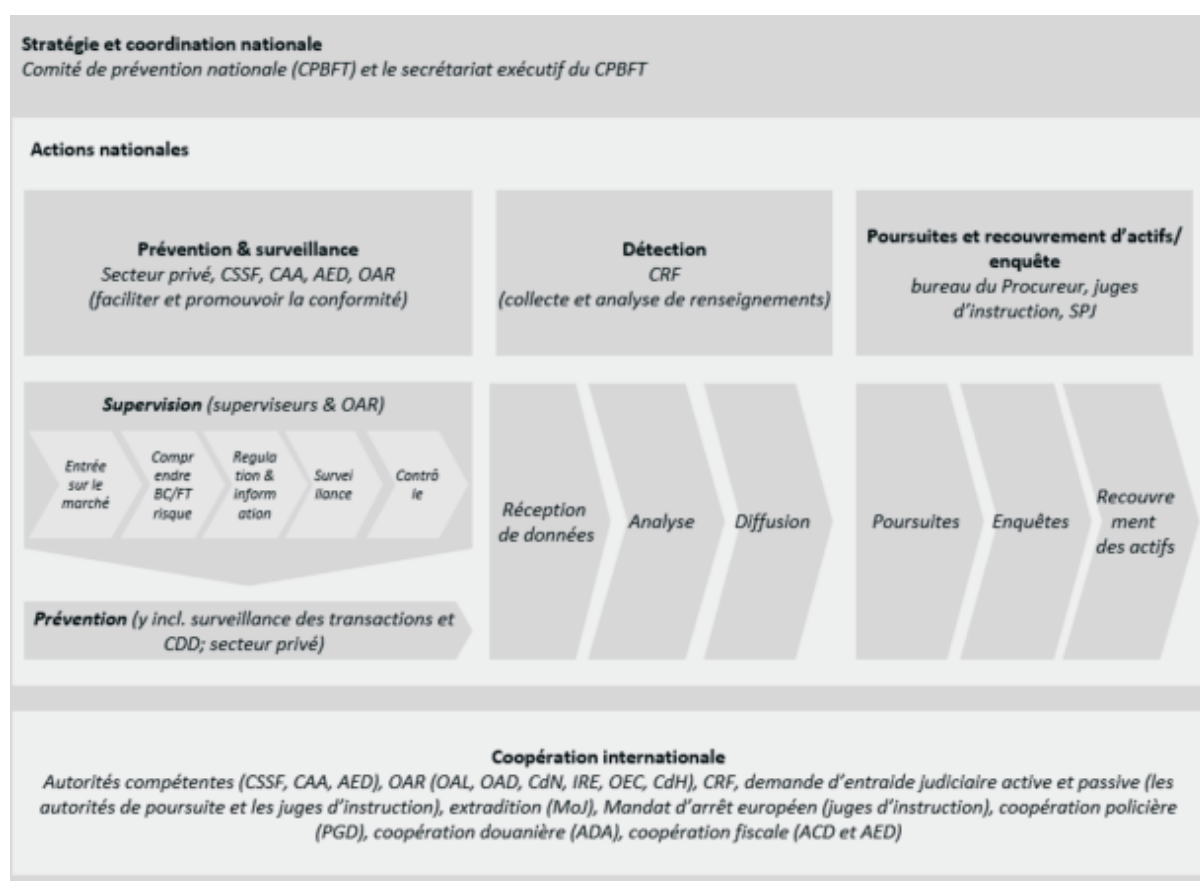 Stratégie et coordination nationale
Comité de prévention nationale (CPBFT) et le secrétariat exécutif du CPBFT
Actions nationales
Prévention & surveillance
Secteur privé, CSSF, CAA, AED, OAR
(faciliter et promouvoir la conformité)
Détection
CRF
(collecte et analyse de renseignements)
Poursuites et recouvrement d'actifs/
enquête
bureau du Procureur, juges
d'instruction, SPJ
Supervision (superviseurs & OAR)
Entrée
sur le
marché
Compr
endre
BC/FT
risque
Regula
tion &
inform
ation
Survei
llance
Contrô
le
Prévention (y incl. surveillance des transactions et
CDD; secteur privé)
Réception
de données
Analyse
Diffusion
Poursuites
Enquêtes
Recouvre
ment
des actifs
Coopération internationale
Autorités compétentes (CSSF, CAA, AED), OAR (OAL, OAD, CdN, IRE, OEC, CdH), CRF, demande d'entraide judiciaire active et passive (les
autorités de poursuite et les juges d'instruction), extradition (MoJ), Mandat d'arrêt européen (juges d'instruction), coopération policière
(PGD), coopération douanière (ADA), coopération fiscale (ACD et AED)